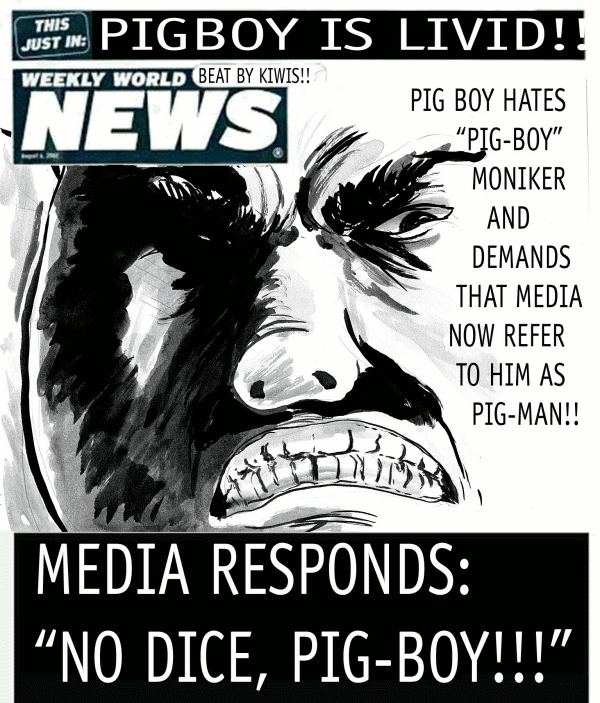 THIS
JUST IN:
PIGBOY IS LIVID!!
WEEKLY WORLD
BEAT BY KIWIS!!
NEWS
PIG BOY HATES
“PIG-BOY”
MONIKER
AND
DEMANDS
THAT MEDIA
NOW REFER
TO HIM AS
PIG-MAN!!
MEDIA RESPONDS:
“NO DICE, PIG-BOY!!!”